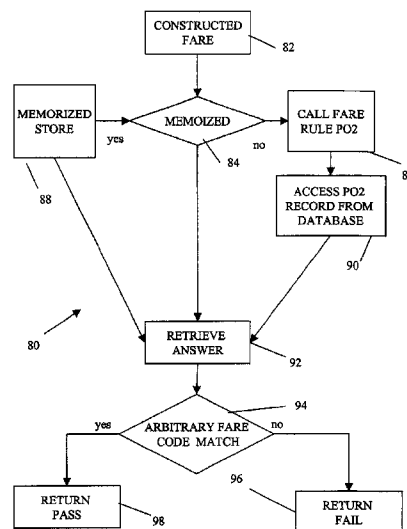 CONSTRUCTED
FARE
82
MEMORIZED
STORE
yes
MEMOIZED
no
CALL FARE
RULE PO2
84
88
8
ACCESS PO2
RECORD FROM
DATABASE
90
80
RETRIEVE
ANSWER
92
94
yes
ARBITRARY FARE
CODE MATCH
no
RETURN
PASS
98
96
RETURN
FAIL